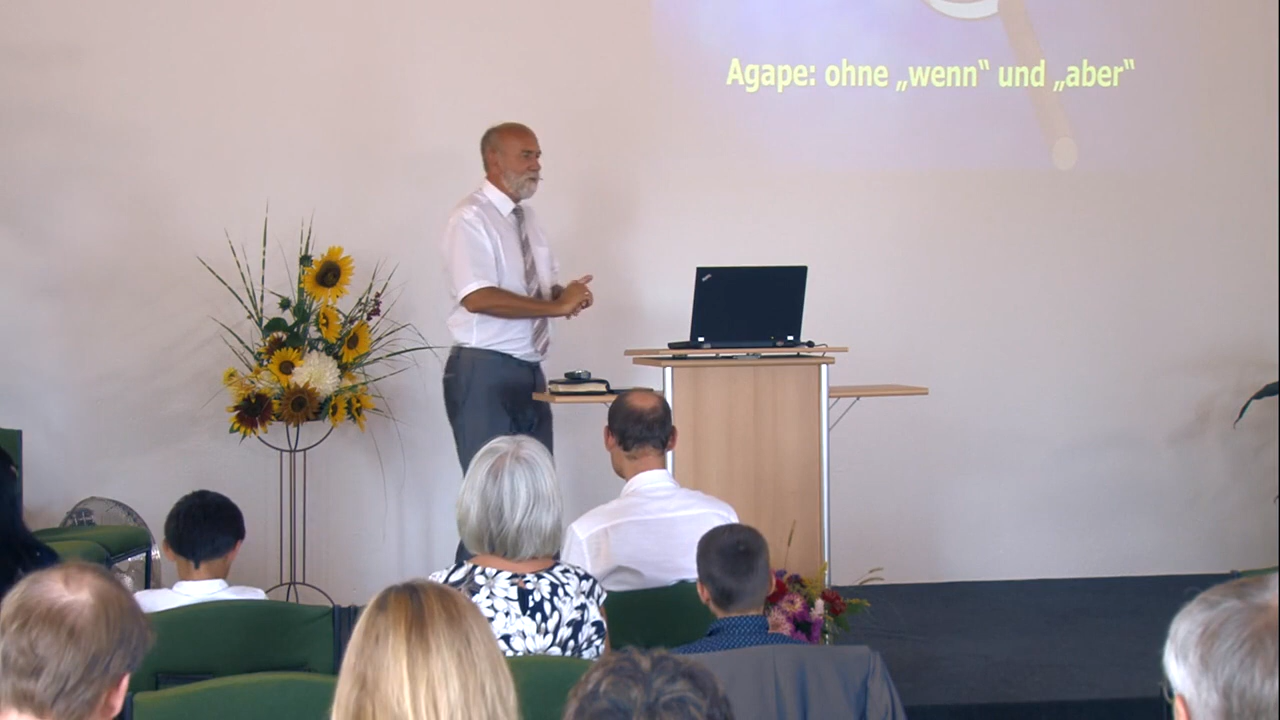 Agape: ohne „wenn“ und „aber“